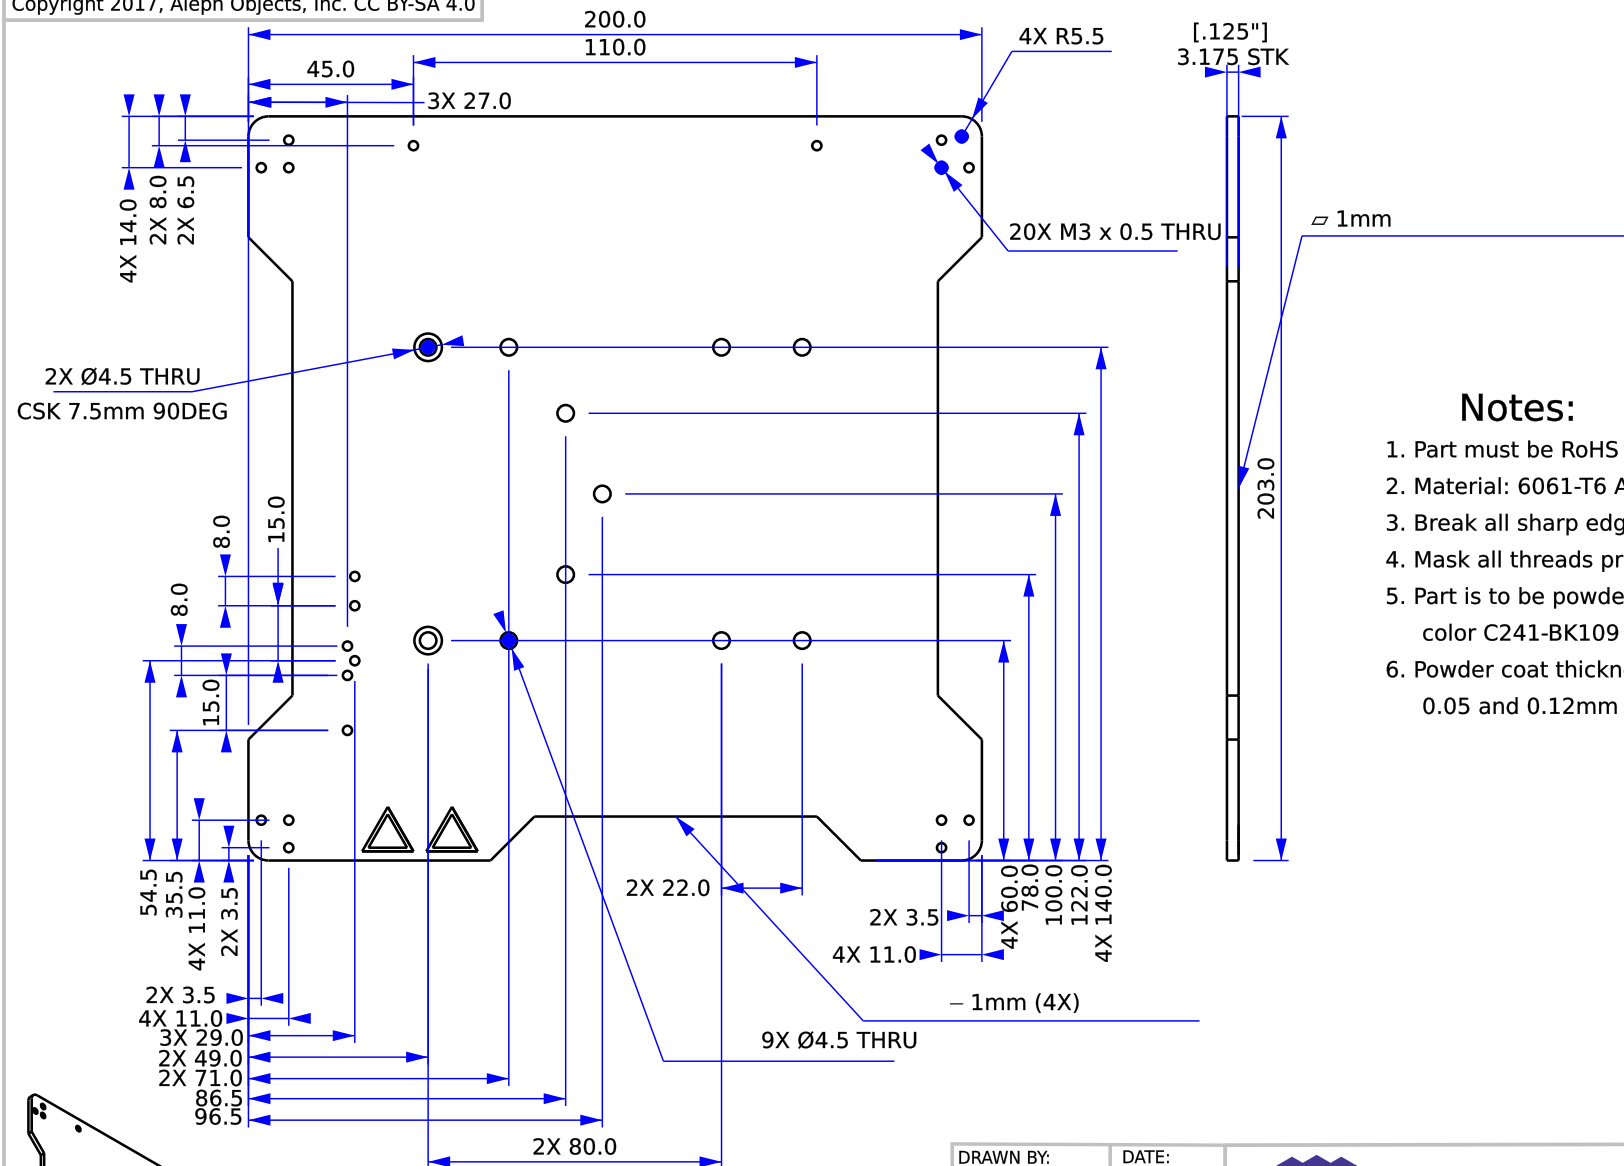 Copyright 2017, Aleph Objects, Inc. CC BY-SA 4.0
200.0
110.0
45.0
3X 27.0
4X R5.5
[.125"]
3.175 STK
4X 14.0
2X 8.0
2X 6.5
20X M3 x 0.5 THRU
▱ 1mm
2X Ø4.5 THRU
CSK 7.5mm 90DEG
203.0
Notes:
1. Part must be RoHS
2. Material: 6061-T6 A
3. Break all sharp edg
4. Mask all threads pr
5. Part is to be powde
color C241-BK109
6. Powder coat thickn
0.05 and 0.12mm
8.0
15.0
8.0
15.0
54.5
35.5
4X 11.0
2X 3.5
2X 22.0
2X 3.5
4X 11.0
4X 60.0
78.0
100.0
122.0
4X 140.0
2X 3.5
4X 11.0
3X 29.0
2X 49.0
2X 71.0
86.5
96.5
⏤ 1mm (4X)
9X Ø4.5 THRU
2X 80.0
DRAWN BY:
DATE: